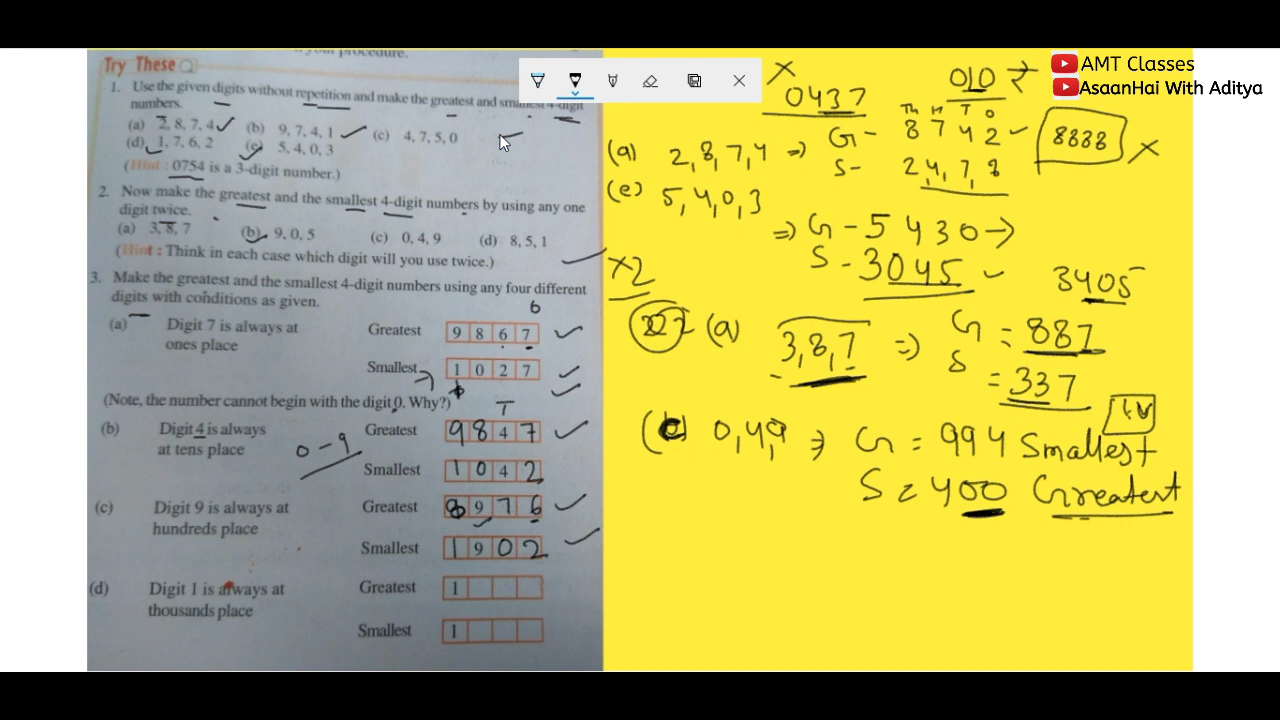 your procedure.
Try These
1. Use the given digits without repetition and make the greatest and smallest 4-digit
numbers.
(a) 2, 8, 7, 4 (b) 9, 7, 4, 1 (c) 4, 7, 5, 0
(d) 1, 7, 6, 2 (e) 5, 4, 0, 3
(Hint : 0754 is a 3-digit number.)
2. Now make the greatest and the smallest 4-digit numbers by using any one
digit twice.
(a) 3, 8, 7 (b) 9, 0, 5 (c) 0, 4, 9 (d) 8, 5, 1
(Hint : Think in each case which digit will you use twice.)
3. Make the greatest and the smallest 4-digit numbers using any four different
digits with conditions as given.
6
(a) Digit 7 is always at Greatest 9 8 6 7
ones place
Smallest 1 0 2 7
(Note, the number cannot begin with the digit 0. Why?)
T
(b) Digit 4 is always Greatest 9 8 4 7
at tens place 0-9
Smallest 1 0 4 2
(c) Digit 9 is always at Greatest 8 9 7 6
hundreds place
Smallest 1 9 0 2
(d) Digit 1 is always at Greatest 1
thousands place
Smallest 1
AMT Classes
AsaanHai With Aditya
X 0437 010 ₹
Th H T O
(a) 2,8,7,4 ⇒ G- 8 7 4 2 8888 X
S- 2 4, 7, 8
(e) 5, 4, 0, 3
⇒ G - 5 4 3 0 →
S - 3045
×2 3405
(a) 3,8,7 ⇒ G = 887
S = 337
(c) 0,4,9 ⇒ G = 994 Smallest
S = 400 Greatest